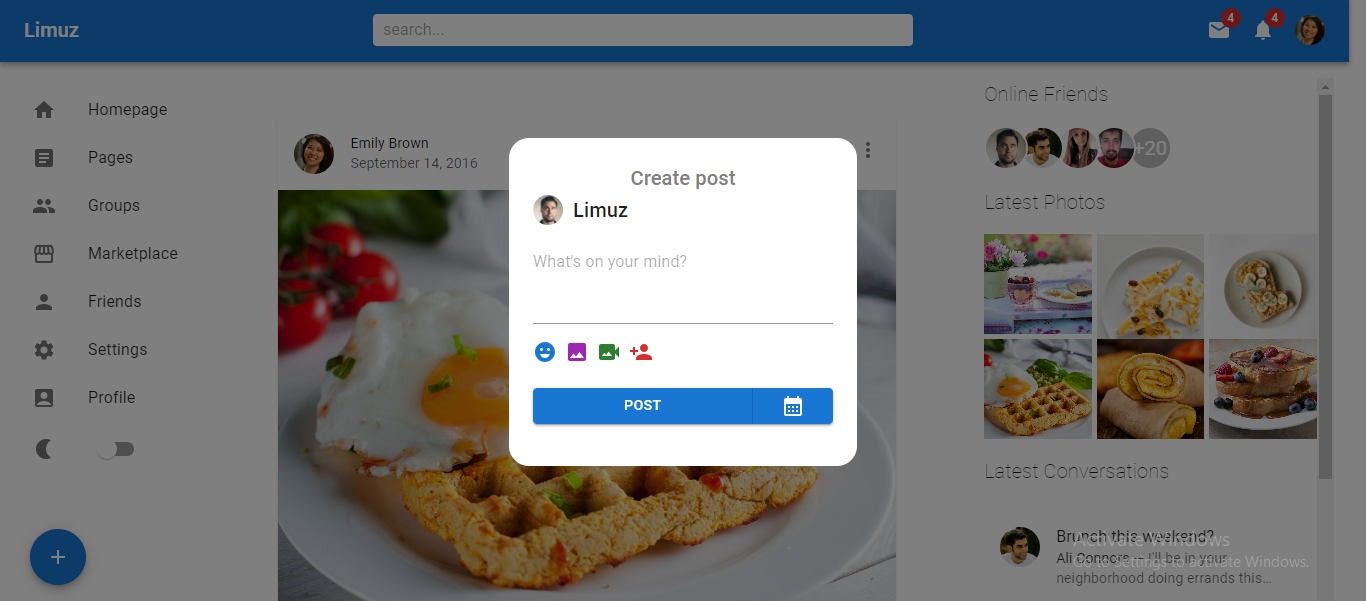 Limuz
search...
4
4
Homepage
Pages
Groups
Marketplace
Friends
Settings
Profile
Emily Brown
September 14, 2016
Create post
Limuz
What's on your mind?
POST
Online Friends
+20
Latest Photos
Latest Conversations
Brunch this weekend?
Ali Connors — I'll be in your
neighborhood doing errands this...
Activate Windows
Go to Settings to activate Windows.